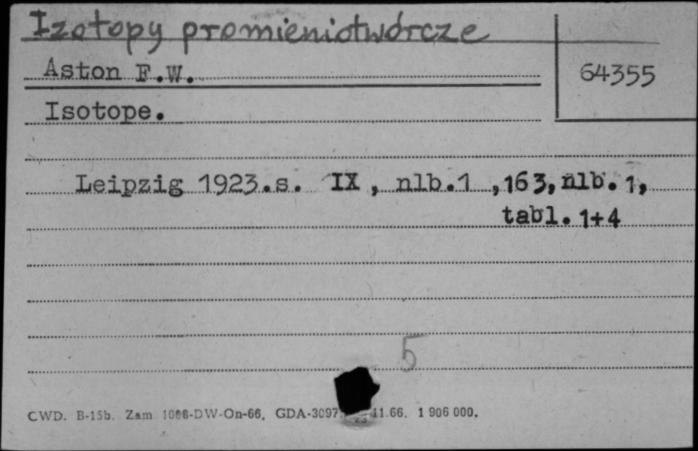 Izotopy promieniotwórcze
Aston F.W.
64355
Isotope.
Leipzig 1923.s. IX, nlb.1 ,163, nlb. 1,
tabl. 1+4
5
CWD. B-15b. Zam 1066-DW-On-66, GDA-3097 11.66. 1 906 000.